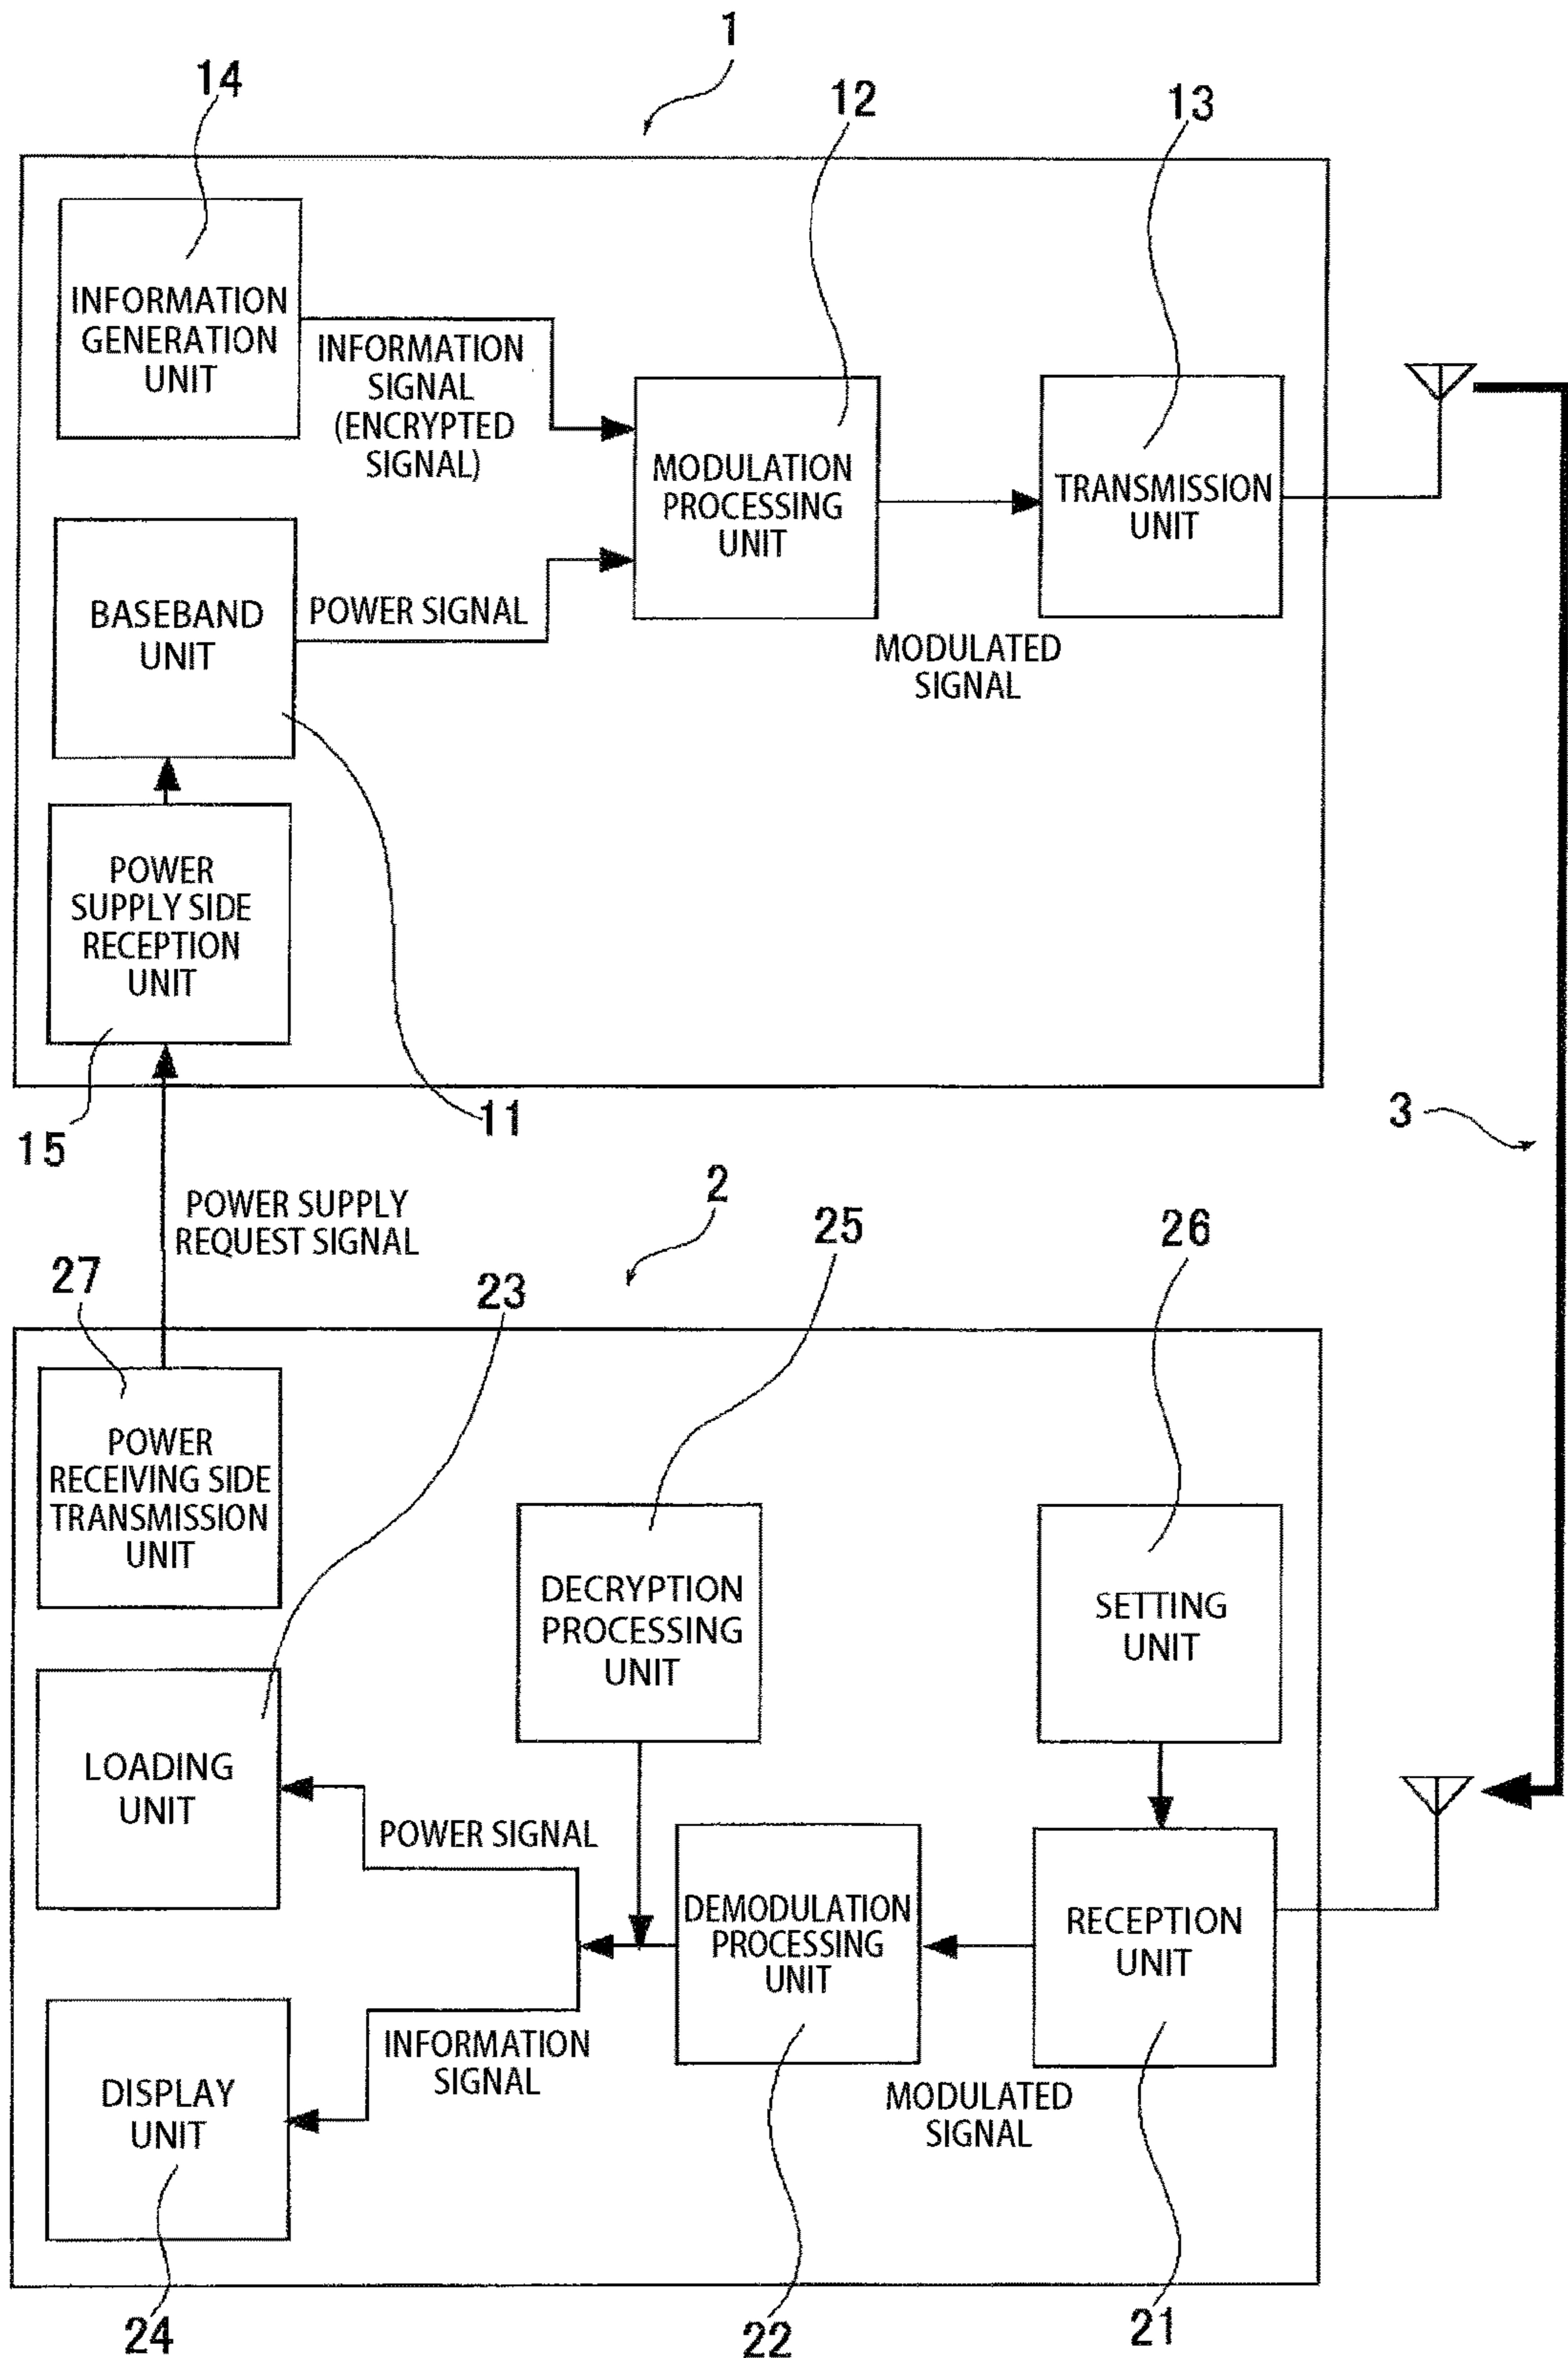 1
14
12
13
INFORMATION
GENERATION
UNIT
INFORMATION
SIGNAL
(ENCRYPTED
SIGNAL)
MODULATION
PROCESSING
UNIT
TRANSMISSION
UNIT
BASEBAND
UNIT
POWER SIGNAL
MODULATED
SIGNAL
POWER
SUPPLY SIDE
RECEPTION
UNIT
15
11
3
POWER SUPPLY
REQUEST SIGNAL
2
25
26
27
23
POWER
RECEIVING SIDE
TRANSMISSION
UNIT
DECRYPTION
PROCESSING
UNIT
SETTING
UNIT
LOADING
UNIT
POWER SIGNAL
DEMODULATION
PROCESSING
UNIT
RECEPTION
UNIT
INFORMATION
SIGNAL
DISPLAY
UNIT
MODULATED
SIGNAL
24
22
21